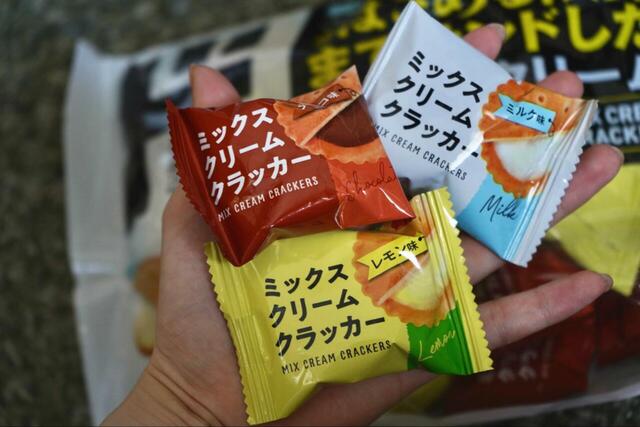 ミックス
クリーム
クラッカー
MIX CREAM CRACKERS
Chocolate
ミックス
クリーム
クラッカー
MIX CREAM CRACKERS
ミルク味
Milk
ミックス
クリーム
クラッカー
MIX CREAM CRACKERS
レモン味
Lemon